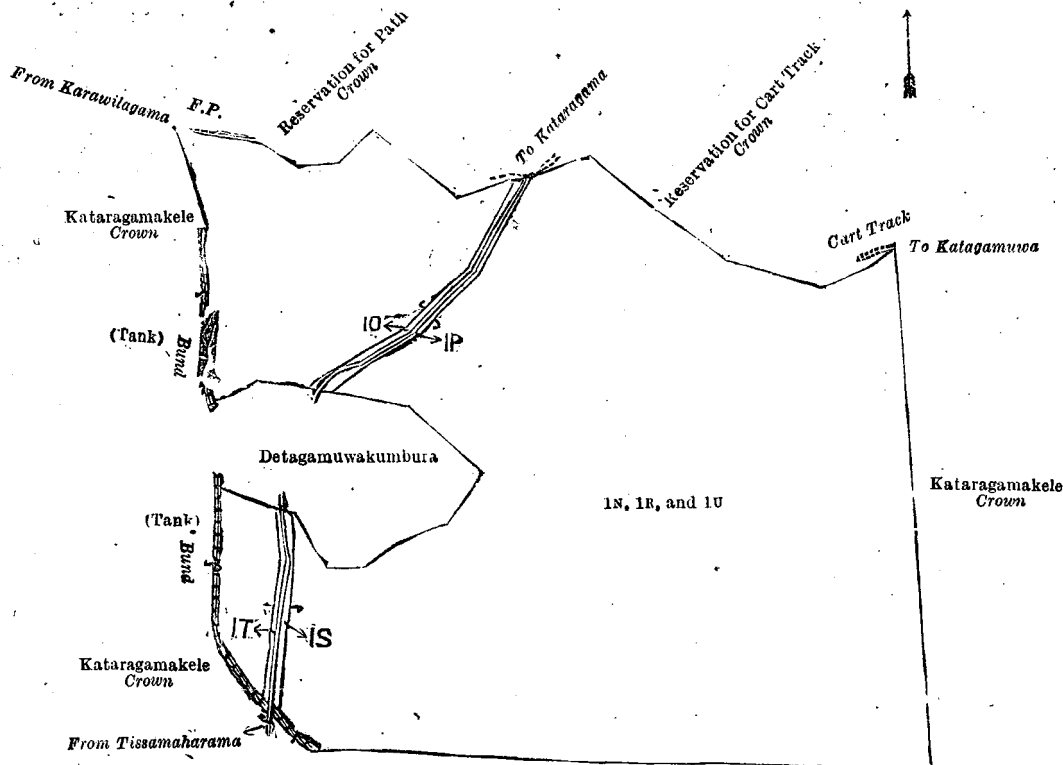 From Karawilagama
F.P.
Reservation for Path
Crown
To Kataragama
Reservation for Cart Track
Crown
Cart Track
To Katagamuwa
Kataragamakele
Crown
(Tank)
Bund
1O
1P
Detagamuwakumbura
1N, 1R, and 1U
Kataragamakele
Crown
(Tank)
Bund
1T
1S
Kataragamakele
Crown
From Tissamaharama